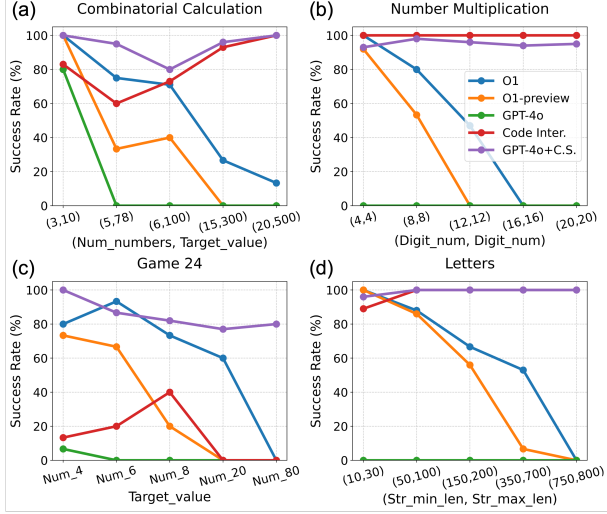 (a)
Combinatorial Calculation
Success Rate (%)
100
80
60
40
20
0
(3,10)
(5,78)
(6,100)
(15,300)
(20,500)
(Num_numbers, Target_value)
(b)
Number Multiplication
Success Rate (%)
100
80
60
40
20
0
O1
O1-preview
GPT-4o
Code Inter.
GPT-4o+C.S.
(4,4)
(8,8)
(12,12)
(16,16)
(20,20)
(Digit_num, Digit_num)
(c)
Game 24
Success Rate (%)
100
80
60
40
20
0
Num_4
Num_6
Num_8
Num_20
Num_80
Target_value
(d)
Letters
Success Rate (%)
100
80
60
40
20
0
(10,30)
(50,100)
(150,200)
(350,700)
(750,800)
(Str_min_len, Str_max_len)